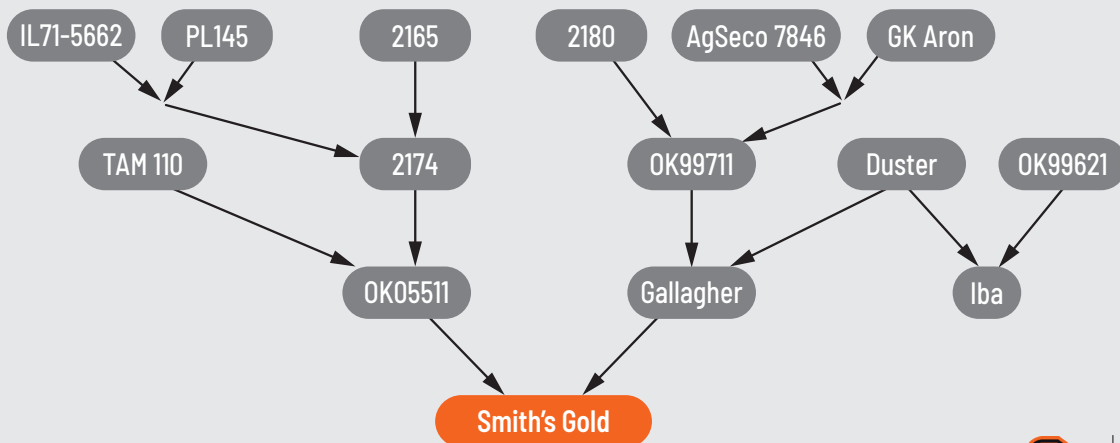 IL71-5662
PL145
2165
2180
AgSeco 7846
GK Aron
TAM 110
2174
OK99711
Duster
OK99621
OK05511
Gallagher
Iba
Smith's Gold